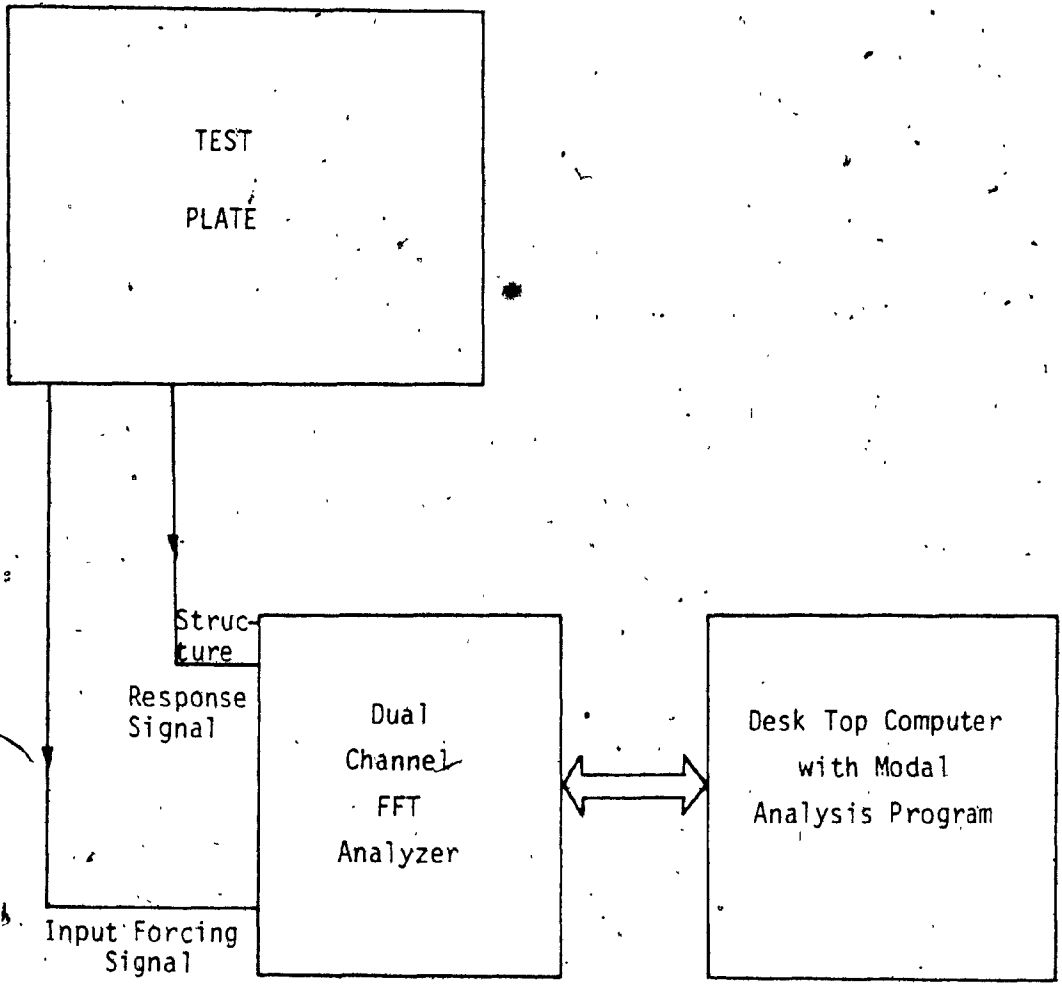 TEST
PLATE
Struc-
ture
Response
Signal
Input Forcing
Signal
Dual
Channel
FFT
Analyzer
Desk Top Computer
with Modal
Analysis Program